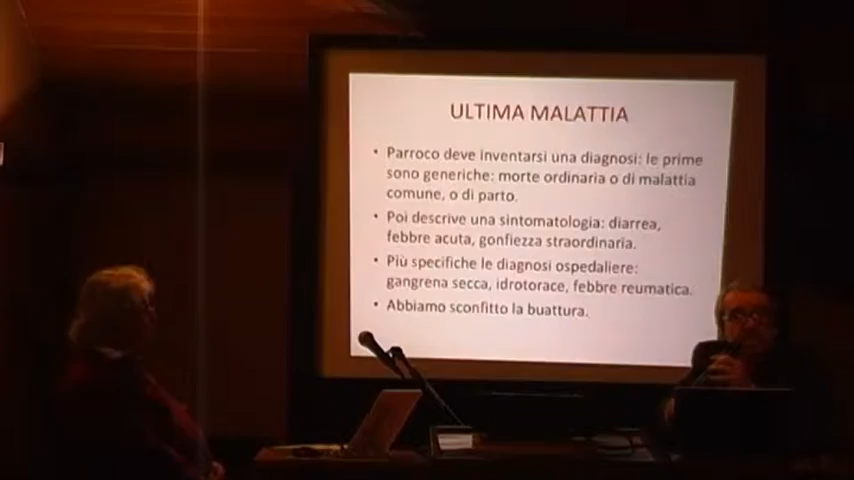 ULTIMA MALATTIA
• Parroco deve inventarsi una diagnosi: le prime
sono generiche: morte ordinaria o di malattia
comune, o di parto.
• Poi descrive una sintomatologia: diarrea,
febbre acuta, gonfiezza straordinaria.
• Più specifiche le diagnosi ospedaliere:
gangrena secca, idrotorace, febbre reumatica.
• Abbiamo sconfitto la buattura.